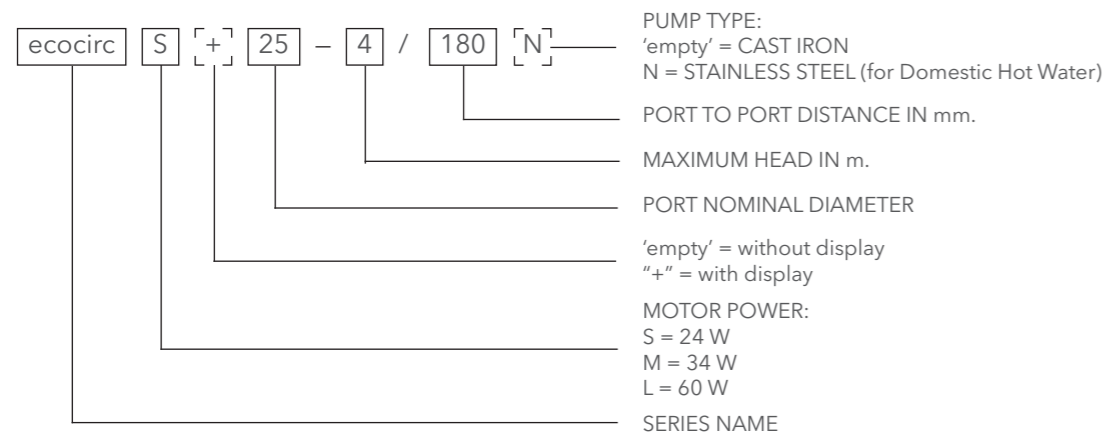 ecocirc S + 25 – 4 / 180 N
PUMP TYPE:
‘empty’ = CAST IRON
N = STAINLESS STEEL (for Domestic Hot Water)
PORT TO PORT DISTANCE IN mm.
MAXIMUM HEAD IN m.
PORT NOMINAL DIAMETER
‘empty’ = without display
“+” = with display
MOTOR POWER:
S = 24 W
M = 34 W
L = 60 W
SERIES NAME